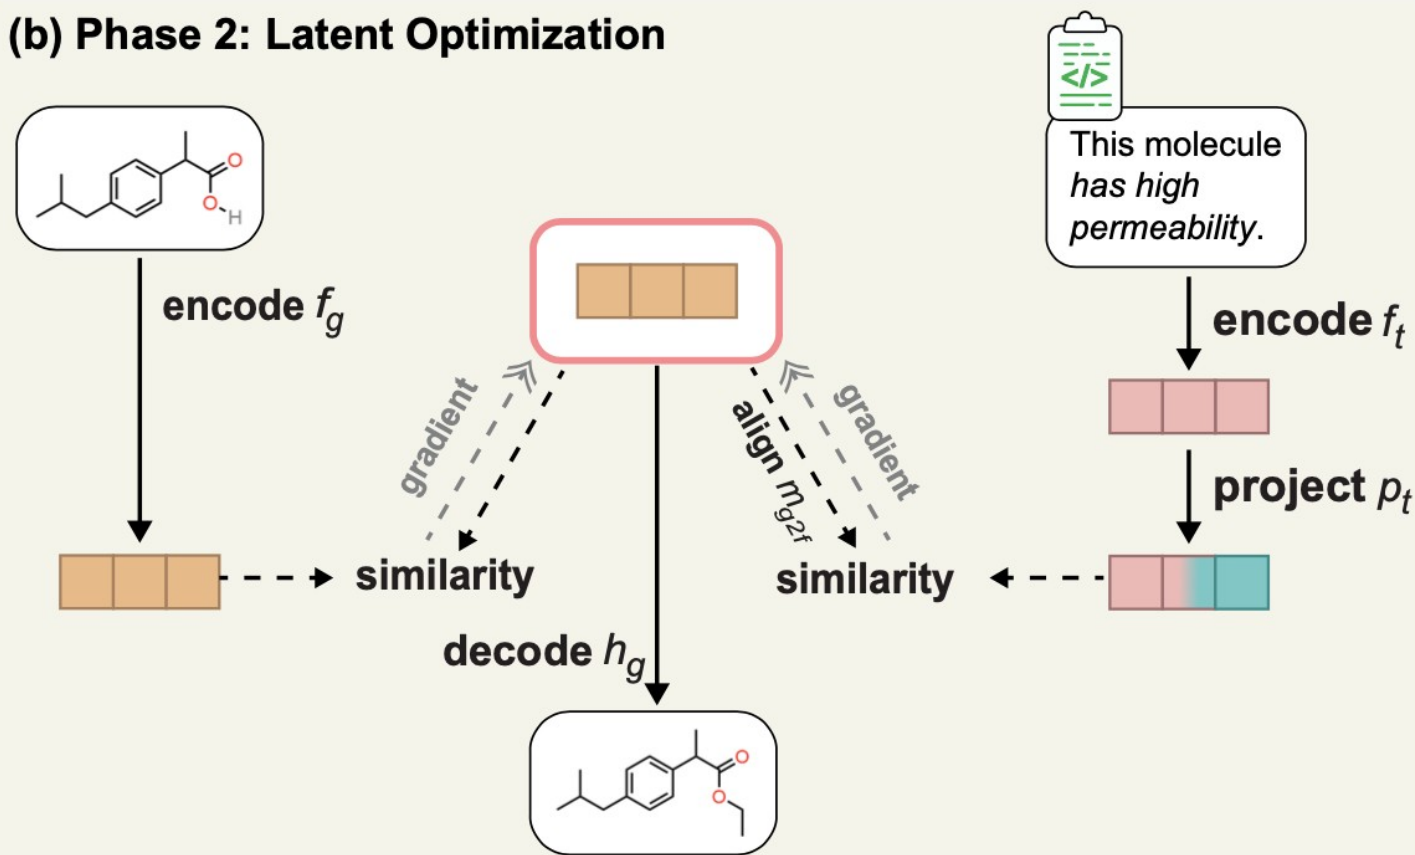 (b) Phase 2: Latent Optimization
</>
This molecule
has high
permeability.
O
O
H
encode f_g
encode f_t
gradient
align m_g2f
gradient
project p_t
similarity
similarity
decode h_g
O
O